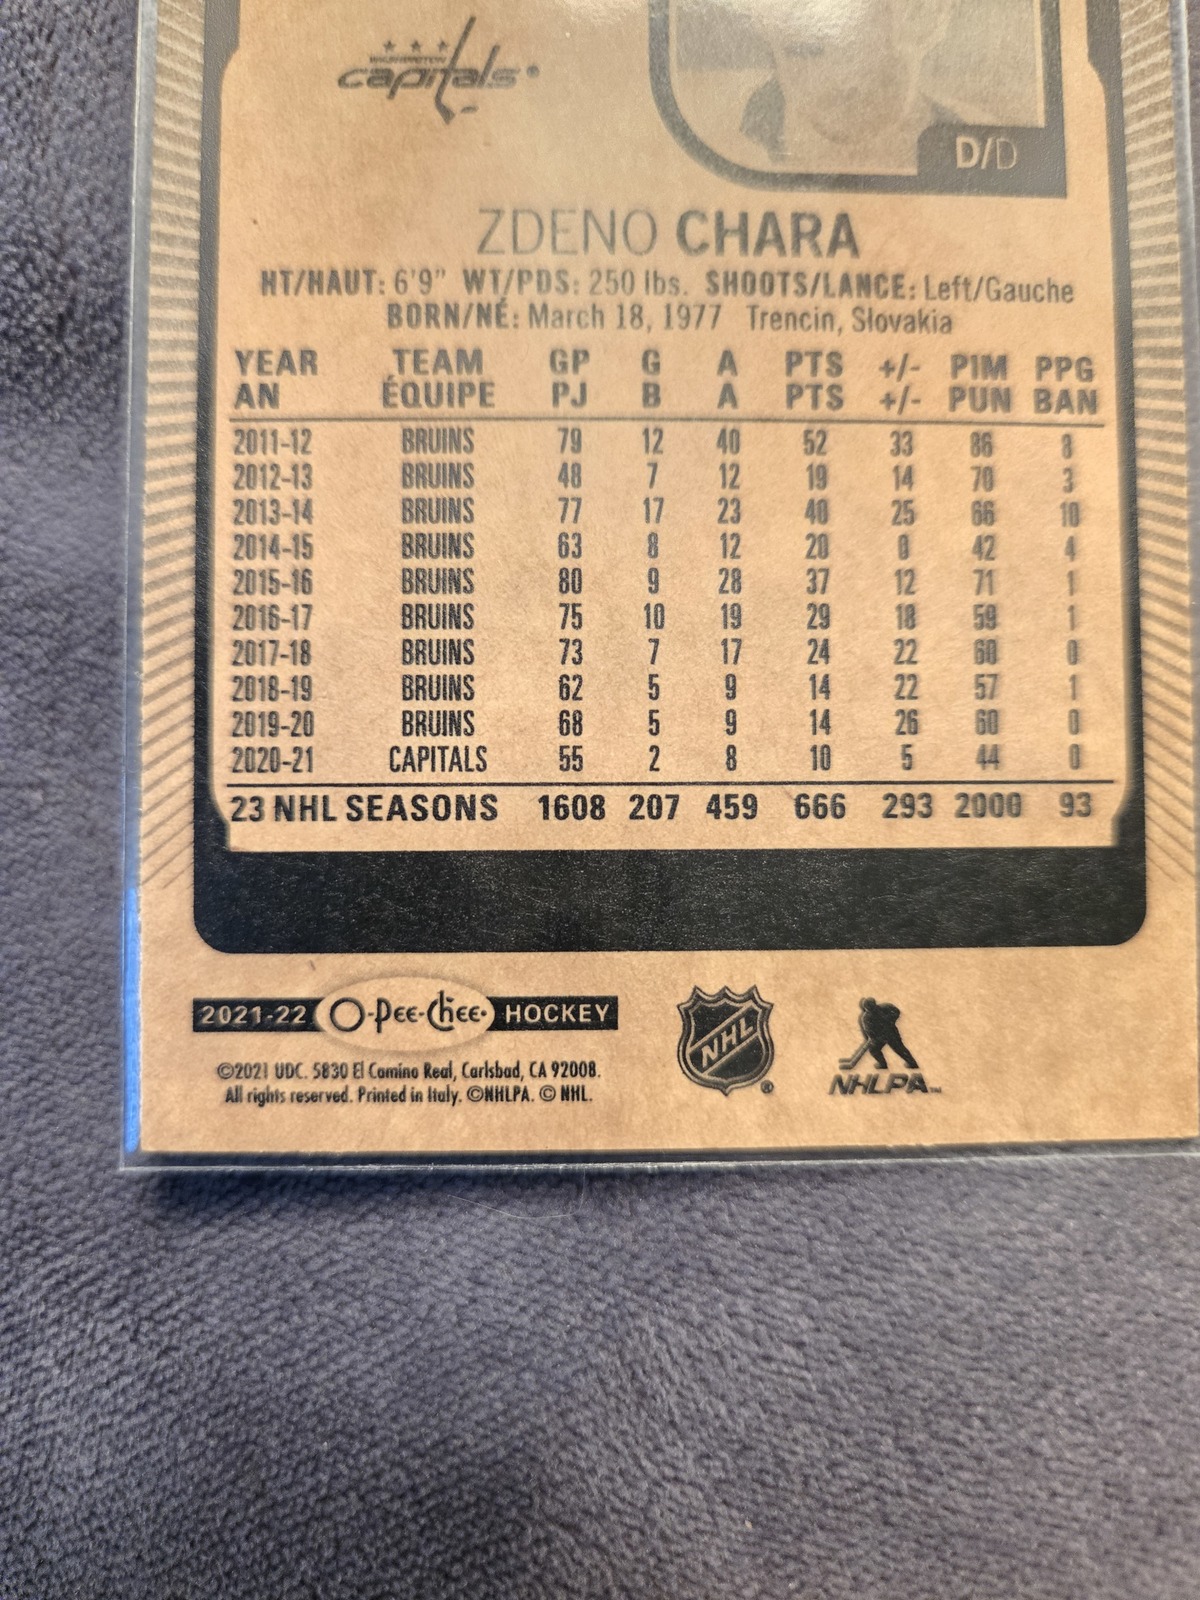 WASHINGTON
capitals
D/D
ZDENO CHARA
HT/HAUT: 6'9" WT/PDS: 250 lbs. SHOOTS/LANCE: Left/Gauche
BORN/NÉ: March 18, 1977 Trencin, Slovakia
YEAR TEAM GP G A PTS +/- PIM PPG
AN ÉQUIPE PJ B A PTS +/- PUN BAN
2011-12 BRUINS 79 12 40 52 33 86 8
2012-13 BRUINS 48 7 12 19 14 70 3
2013-14 BRUINS 77 17 23 40 25 66 10
2014-15 BRUINS 63 8 12 20 0 42 4
2015-16 BRUINS 80 9 28 37 12 71 1
2016-17 BRUINS 75 10 19 29 18 59 1
2017-18 BRUINS 73 7 17 24 22 60 0
2018-19 BRUINS 62 5 9 14 22 57 1
2019-20 BRUINS 68 5 9 14 26 60 0
2020-21 CAPITALS 55 2 8 10 5 44 0
23 NHL SEASONS 1608 207 459 666 293 2000 93
2021-22 O-Pee-Chee HOCKEY
©2021 UDC. 5830 El Camino Real, Carlsbad, CA 92008.
All rights reserved. Printed in Italy. ©NHLPA. © NHL.
NHL ®
NHLPA™